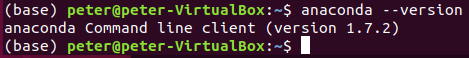 (base) peter@peter-VirtualBox:~$ anaconda --version
anaconda Command line client (version 1.7.2)
(base) peter@peter-VirtualBox:~$